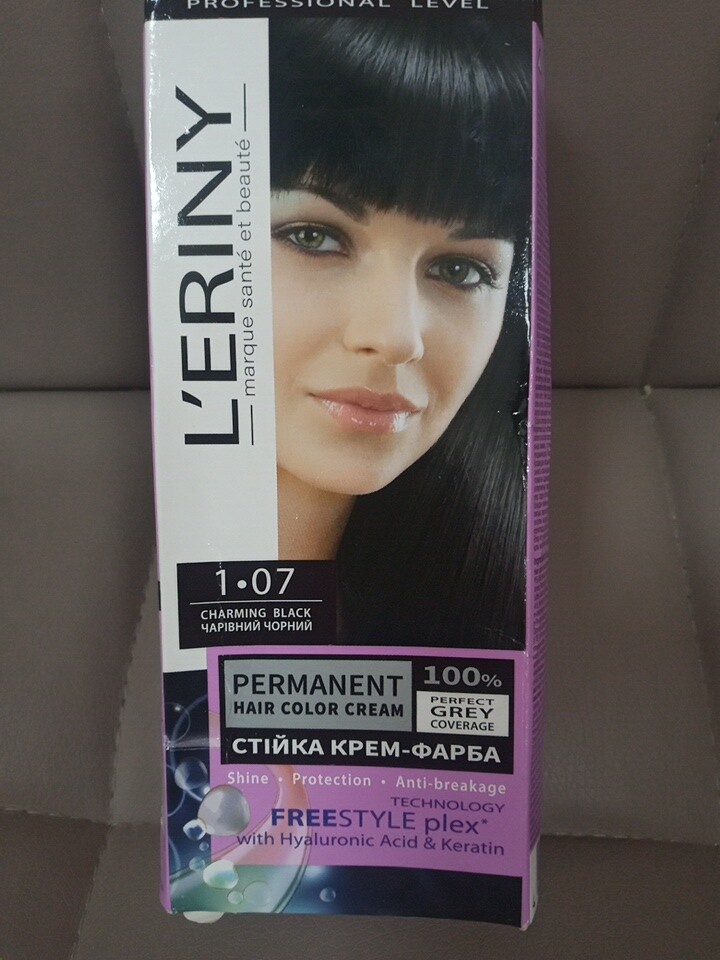 PROFESSIONAL LEVEL
L'ERINY
marque santé et beauté
1•07
CHARMING BLACK
ЧАРІВНИЙ ЧОРНИЙ
PERMANENT
HAIR COLOR CREAM
100%
PERFECT
GREY
COVERAGE
СТІЙКА КРЕМ-ФАРБА
Shine • Protection • Anti-breakage
TECHNOLOGY
FREESTYLE plex*
with Hyaluronic Acid & Keratin